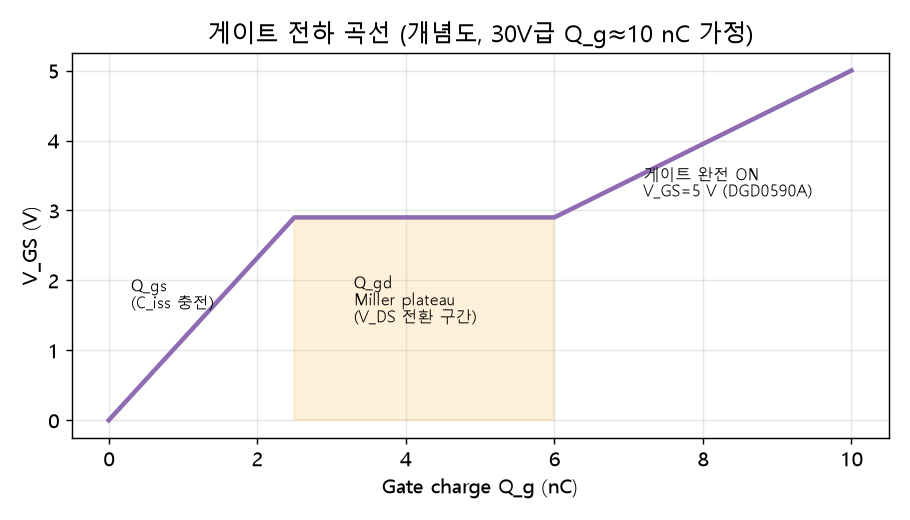 게이트 전하 곡선 (개념도, 30V급 Q_g≈10 nC 가정)
5
4
3
2
1
0
V_GS (V)
게이트 완전 ON
V_GS=5 V (DGD0590A)
Q_gs
(C_iss 충전)
Q_gd
Miller plateau
(V_DS 전환 구간)
0 2 4 6 8 10
Gate charge Q_g (nC)